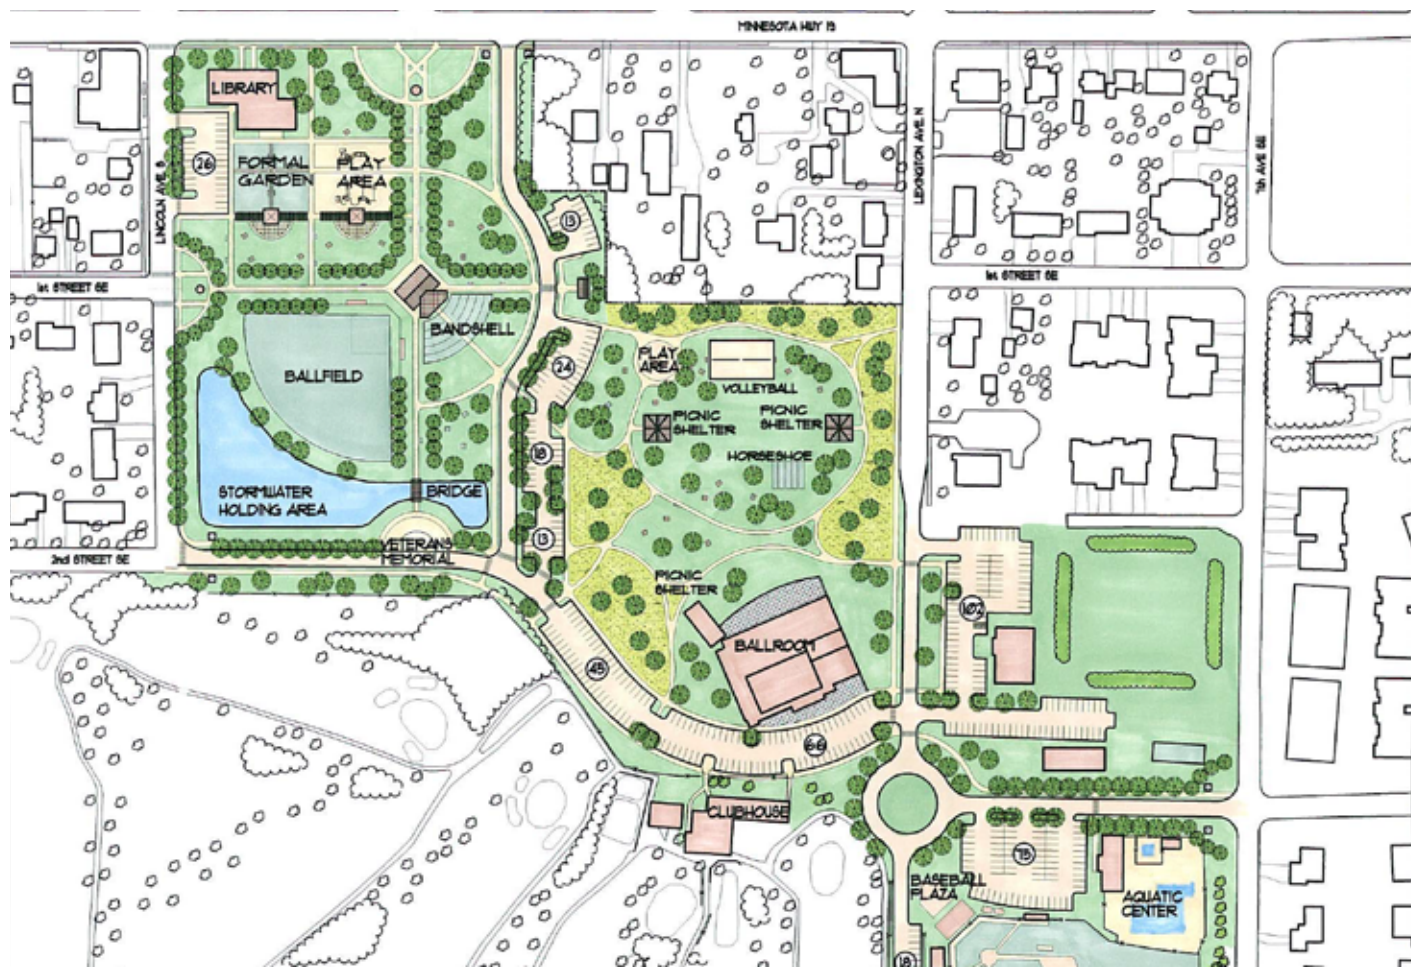 MINNESOTA HWY 13
LIBRARY
26
FORMAL
GARDEN
PLAY
AREA
LINCOLN AVE S
LEXINGTON AVE N
13
1st STREET SE
1st STREET SE
BANDSHELL
BALLFIELD
24
PLAY
AREA
VOLLEYBALL
PICNIC
SHELTER
PICNIC
SHELTER
HORSESHOE
18
STORMWATER
HOLDING AREA
BRIDGE
13
VETERANS
MEMORIAL
2nd STREET SE
PICNIC
SHELTER
102
BALLROOM
45
66
CLUBHOUSE
75
BASEBALL
PLAZA
AQUATIC
CENTER
18